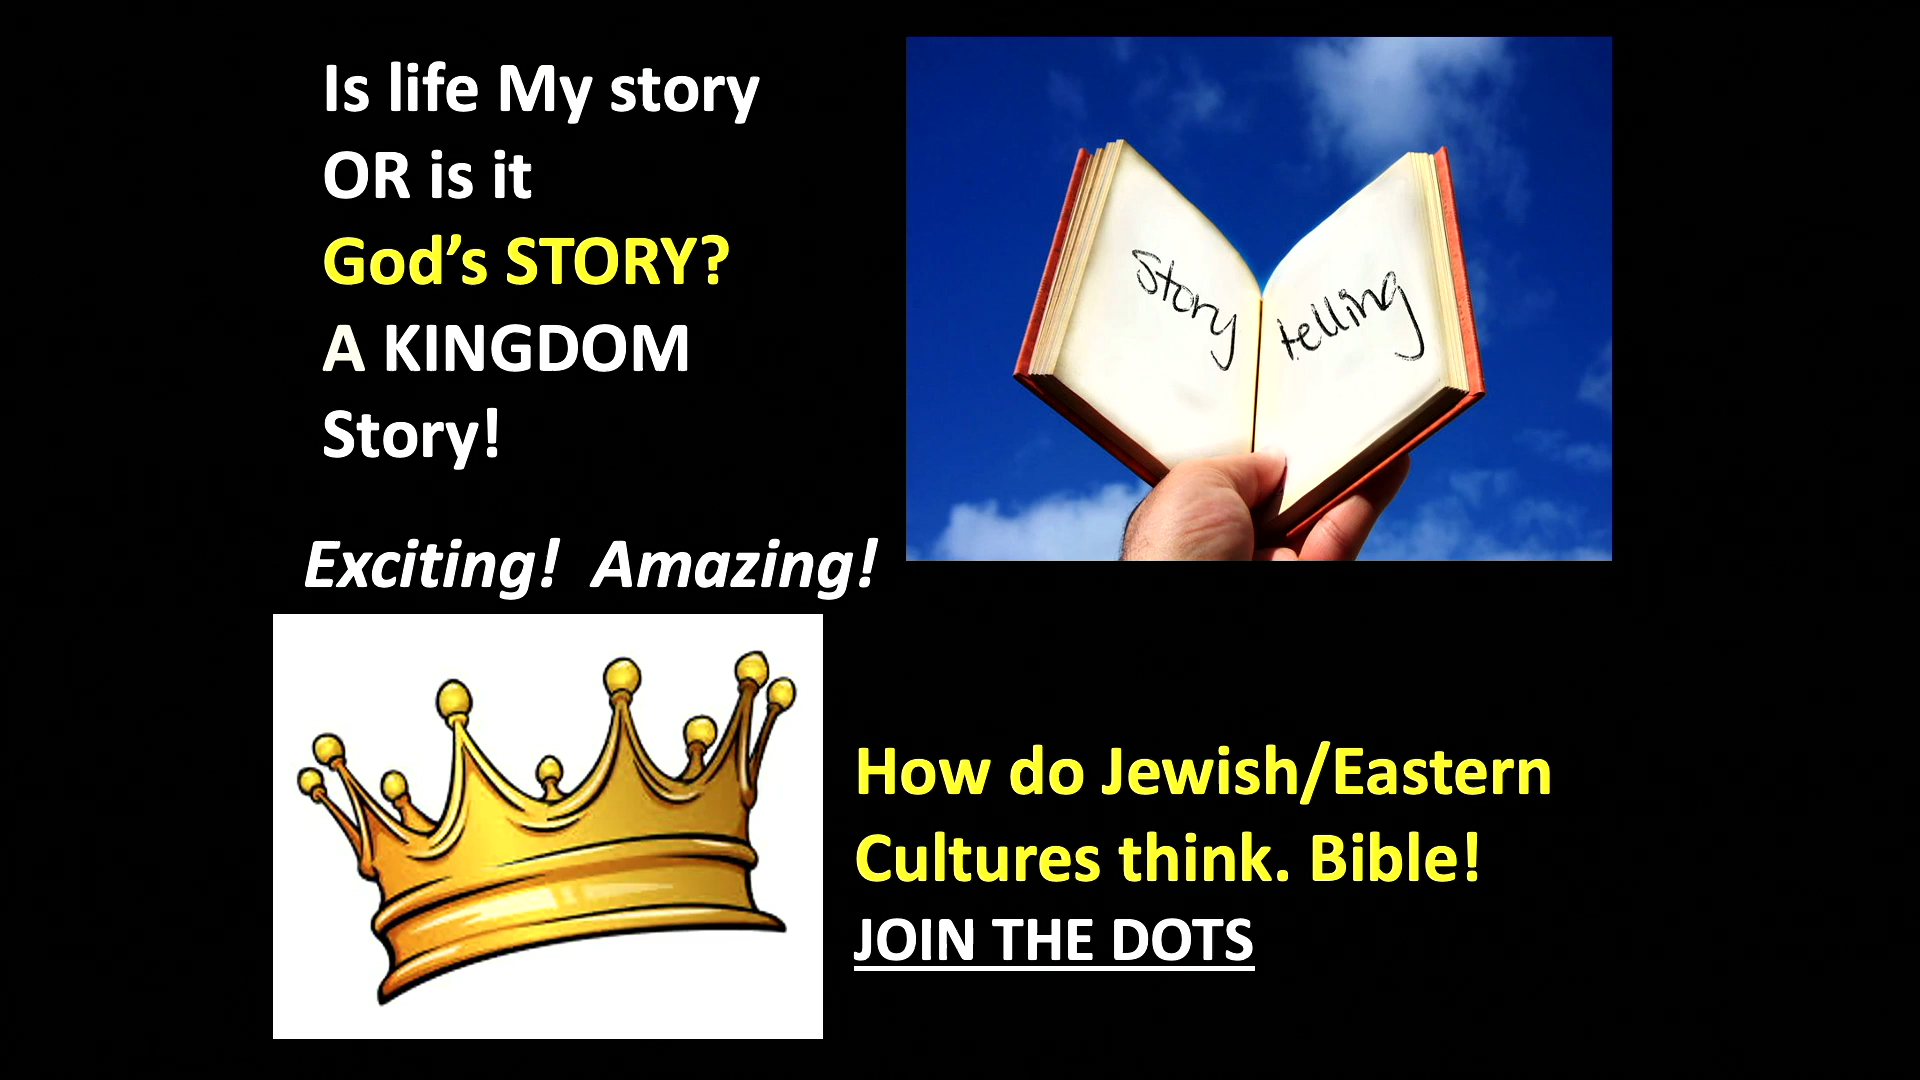 Is life My story
OR is it
God’s STORY?
A KINGDOM
Story!
Story telling
Exciting!  Amazing!
How do Jewish/Eastern
Cultures think. Bible!
JOIN THE DOTS